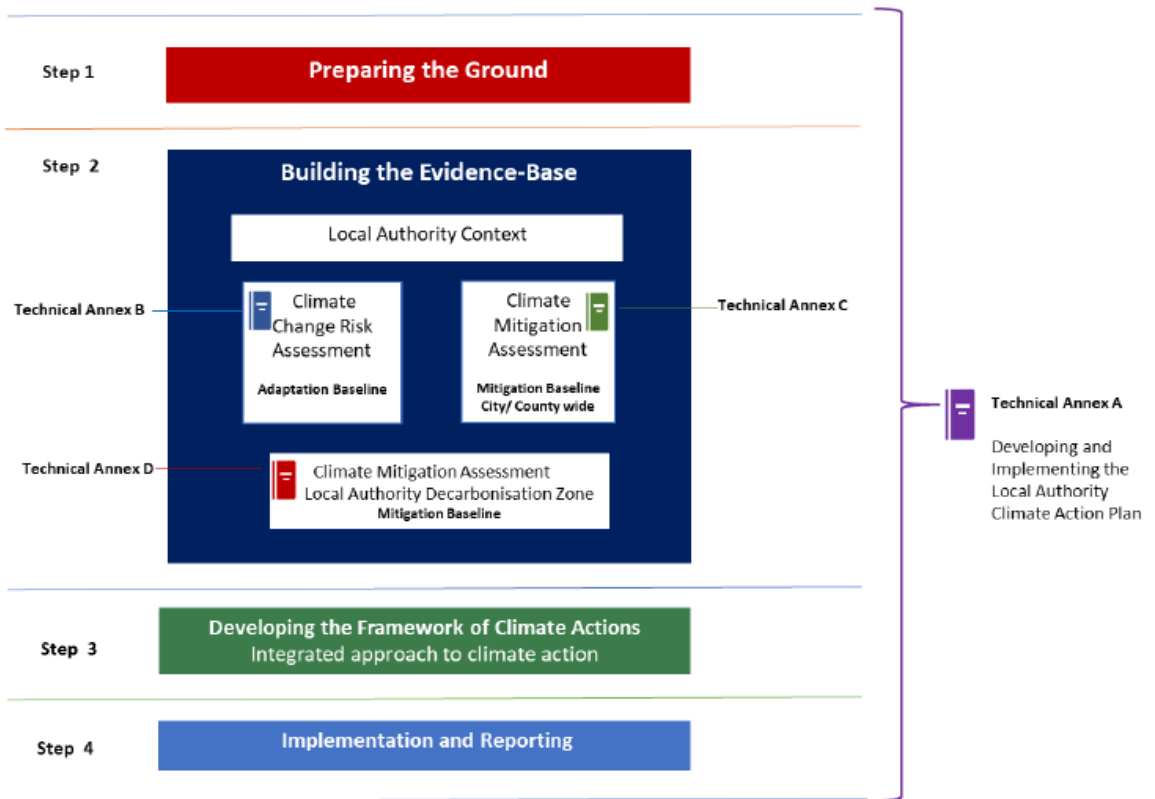 Step 1
Preparing the Ground
Step 2
Building the Evidence-Base
Local Authority Context
Technical Annex B
Climate
Change Risk
Assessment
Adaptation Baseline
Climate
Mitigation
Assessment
Mitigation Baseline
City/ County wide
Technical Annex C
Technical Annex D
Climate Mitigation Assessment
Local Authority Decarbonisation Zone
Mitigation Baseline
Step 3
Developing the Framework of Climate Actions
Integrated approach to climate action
Step 4
Implementation and Reporting
Technical Annex A
Developing and
Implementing the
Local Authority
Climate Action Plan